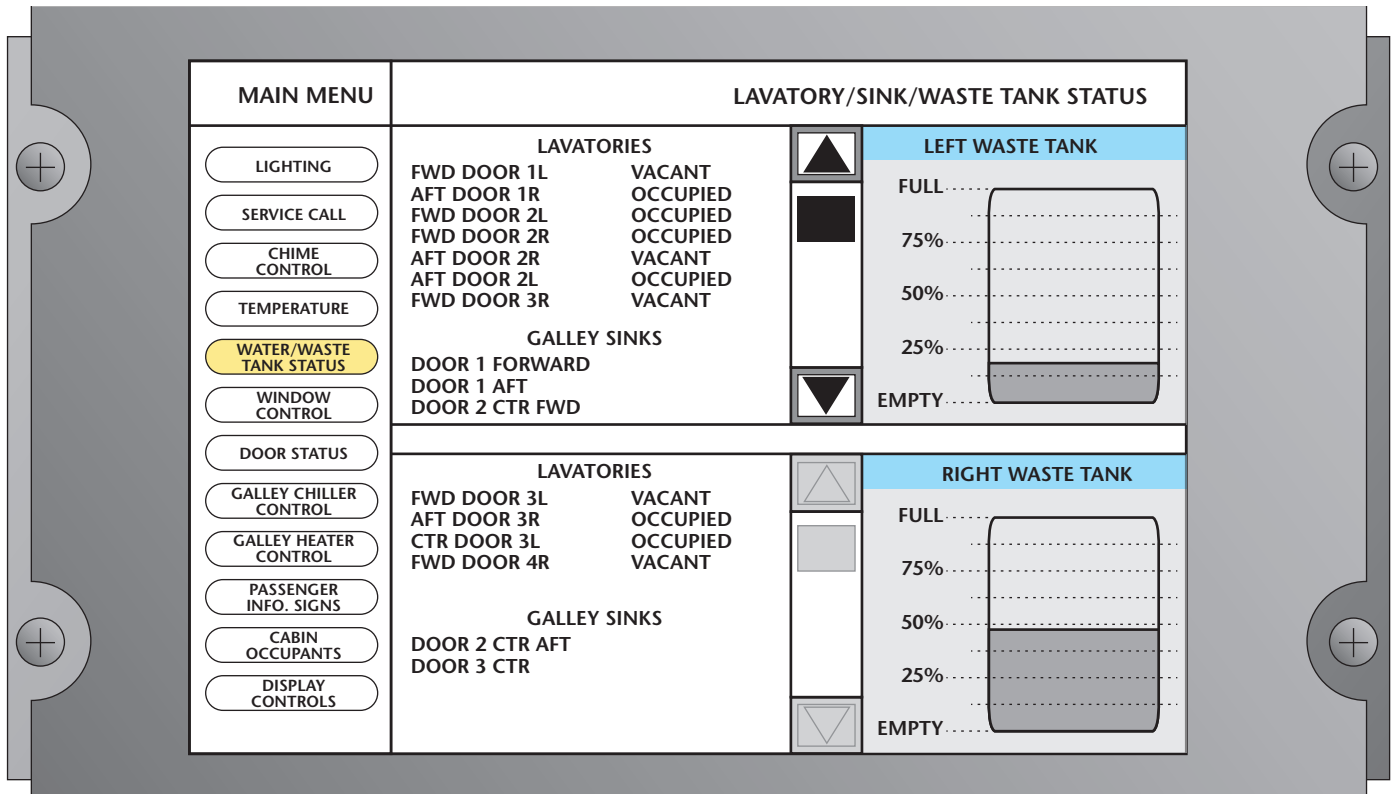 MAIN MENU
LAVATORY/SINK/WASTE TANK STATUS
LIGHTING
SERVICE CALL
CHIME
CONTROL
TEMPERATURE
WATER/WASTE
TANK STATUS
WINDOW
CONTROL
DOOR STATUS
GALLEY CHILLER
CONTROL
GALLEY HEATER
CONTROL
PASSENGER
INFO. SIGNS
CABIN
OCCUPANTS
DISPLAY
CONTROLS
LAVATORIES
FWD DOOR 1L VACANT
AFT DOOR 1R OCCUPIED
FWD DOOR 2L OCCUPIED
FWD DOOR 2R OCCUPIED
AFT DOOR 2R VACANT
AFT DOOR 2L OCCUPIED
FWD DOOR 3R VACANT
GALLEY SINKS
DOOR 1 FORWARD
DOOR 1 AFT
DOOR 2 CTR FWD
LEFT WASTE TANK
FULL
75%
50%
25%
EMPTY
LAVATORIES
FWD DOOR 3L VACANT
AFT DOOR 3R OCCUPIED
CTR DOOR 3L OCCUPIED
FWD DOOR 4R VACANT
GALLEY SINKS
DOOR 2 CTR AFT
DOOR 3 CTR
RIGHT WASTE TANK
FULL
75%
50%
25%
EMPTY